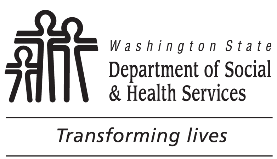 Washington State
Department of Social
& Health Services
Transforming lives